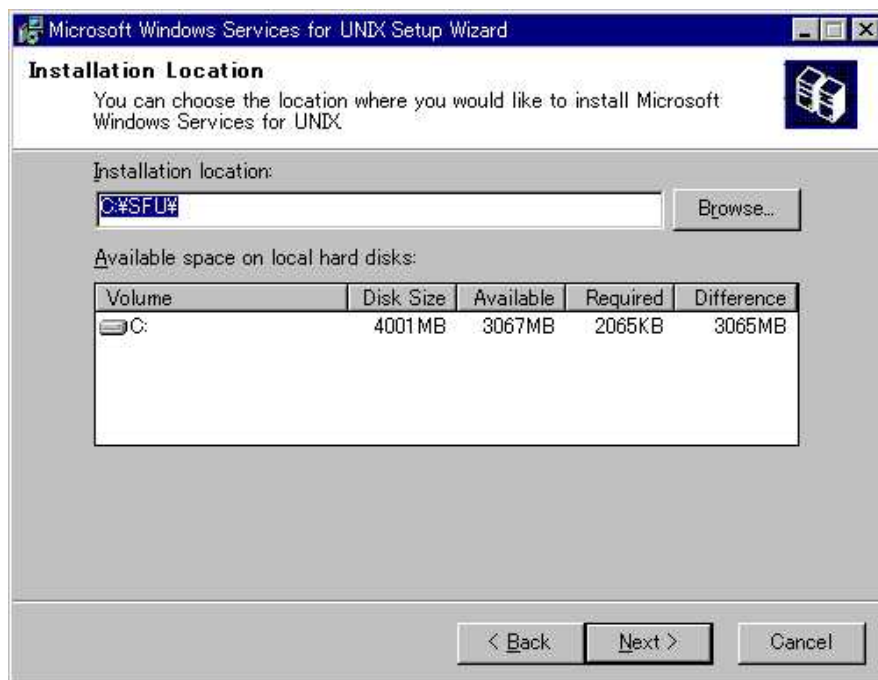 Microsoft Windows Services for UNIX Setup Wizard
Installation Location
You can choose the location where you would like to install Microsoft
Windows Services for UNIX.
Installation location:
C:¥SFU¥
Browse...
Available space on local hard disks:
Volume Disk Size Available Required Difference
C: 4001MB 3067MB 2065KB 3065MB
< Back Next > Cancel